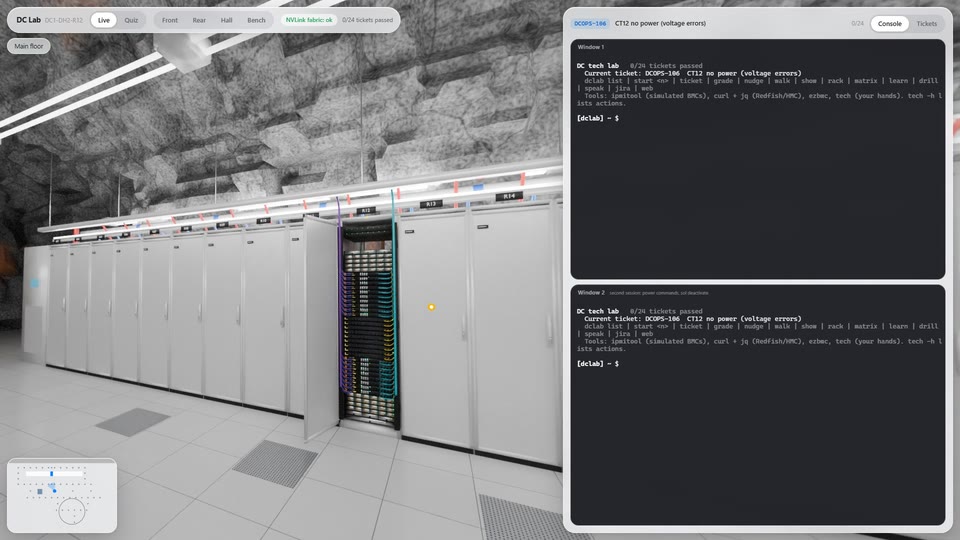 DC Lab DC1-DH2-R12 Live Quiz Front Rear Hall Bench NVLink fabric: ok 0/24 tickets passed
Main floor
R12 R13 R14
DCOPS-106 CT12 no power (voltage errors) 0/24 Console Tickets
Window 1
DC tech lab 0/24 tickets passed
Current ticket: DCOPS-106 CT12 no power (voltage errors)
dclab list | start <n> | ticket | grade | nudge | walk | show | rack | matrix | learn | drill
| speak | jira | web
Tools: ipmitool (simulated BMCs), curl + jq (Redfish/HMC), ezbmc, tech (your hands). tech -h l
ists actions.
[dclab] ~ $
Window 2 second session: power commands, sol deactivate.
DC tech lab 0/24 tickets passed
Current ticket: DCOPS-106 CT12 no power (voltage errors)
dclab list | start <n> | ticket | grade | nudge | walk | show | rack | matrix | learn | drill
| speak | jira | web
Tools: ipmitool (simulated BMCs), curl + jq (Redfish/HMC), ezbmc, tech (your hands). tech -h l
ists actions.
[dclab] ~ $